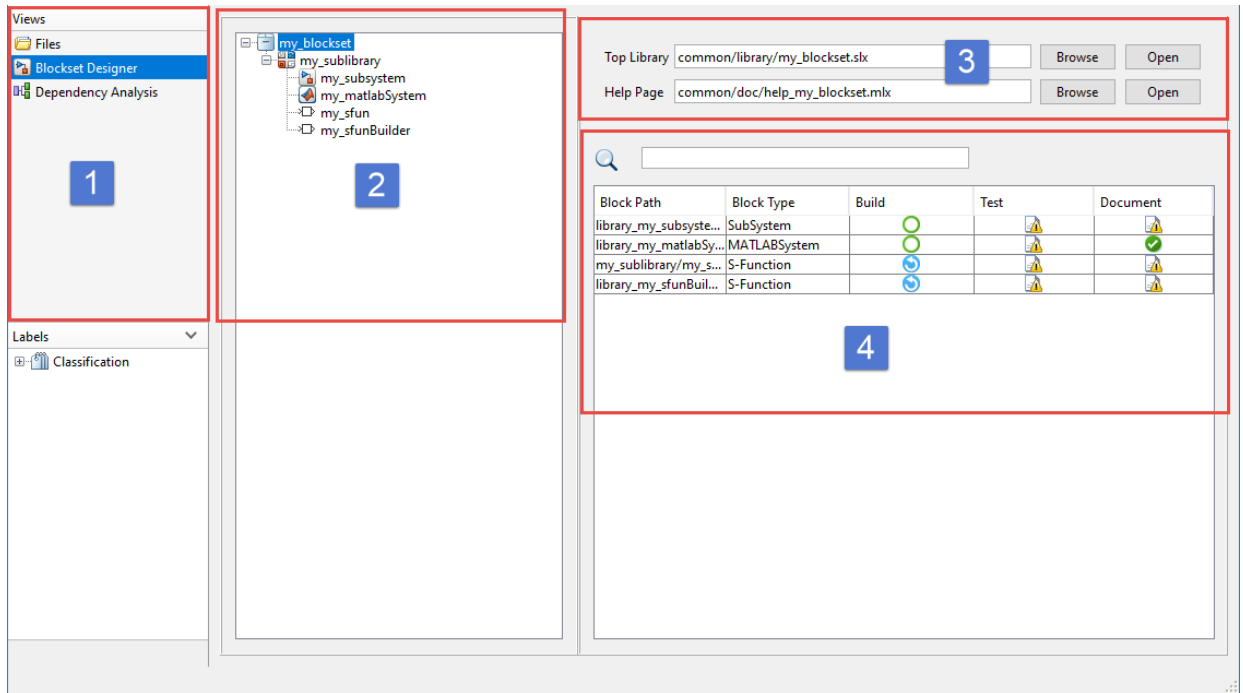 Views
Files
Blockset Designer
Dependency Analysis
1
Labels
Classification
my_blockset
my_sublibrary
my_subsystem
my_matlabSystem
my_sfun
my_sfunBuilder
2
Top Library common/library/my_blockset.slx Browse Open
Help Page common/doc/help_my_blockset.mlx Browse Open
3
Block Path Block Type Build Test Document
library_my_subsyste... SubSystem
library_my_matlabSy... MATLABSystem
my_sublibrary/my_s... S-Function
library_my_sfunBuil... S-Function
4